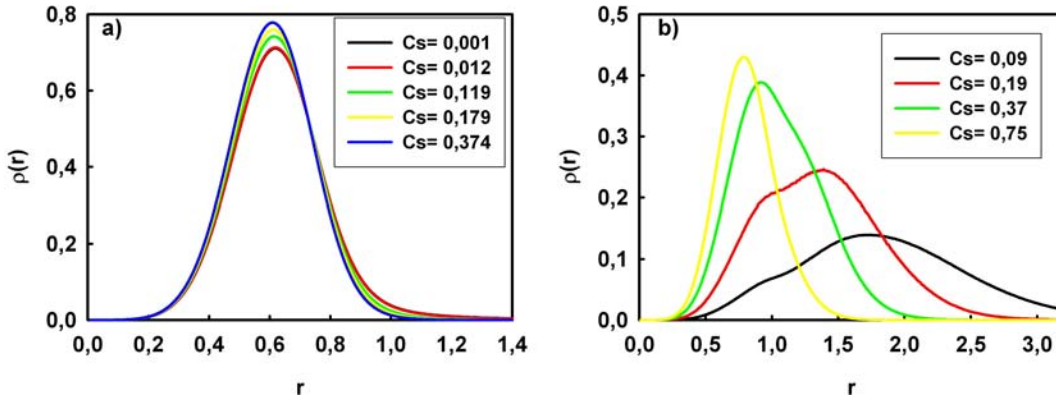 a)
Cs= 0,001
Cs= 0,012
Cs= 0,119
Cs= 0,179
Cs= 0,374
0,8
0,6
0,4
0,2
0,0
ρ(r)
0,0 0,2 0,4 0,6 0,8 1,0 1,2 1,4
r
b)
Cs= 0,09
Cs= 0,19
Cs= 0,37
Cs= 0,75
0,5
0,4
0,3
0,2
0,1
0,0
ρ(r)
0,0 0,5 1,0 1,5 2,0 2,5 3,0
r